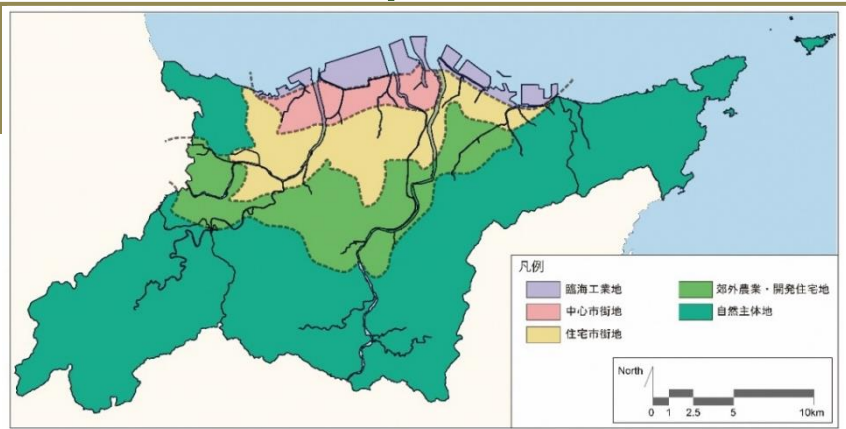 凡例
臨海工業地
中心市街地
住宅市街地
郊外農業・開発住宅地
自然主体地
North
0 1 2.5 5 10km